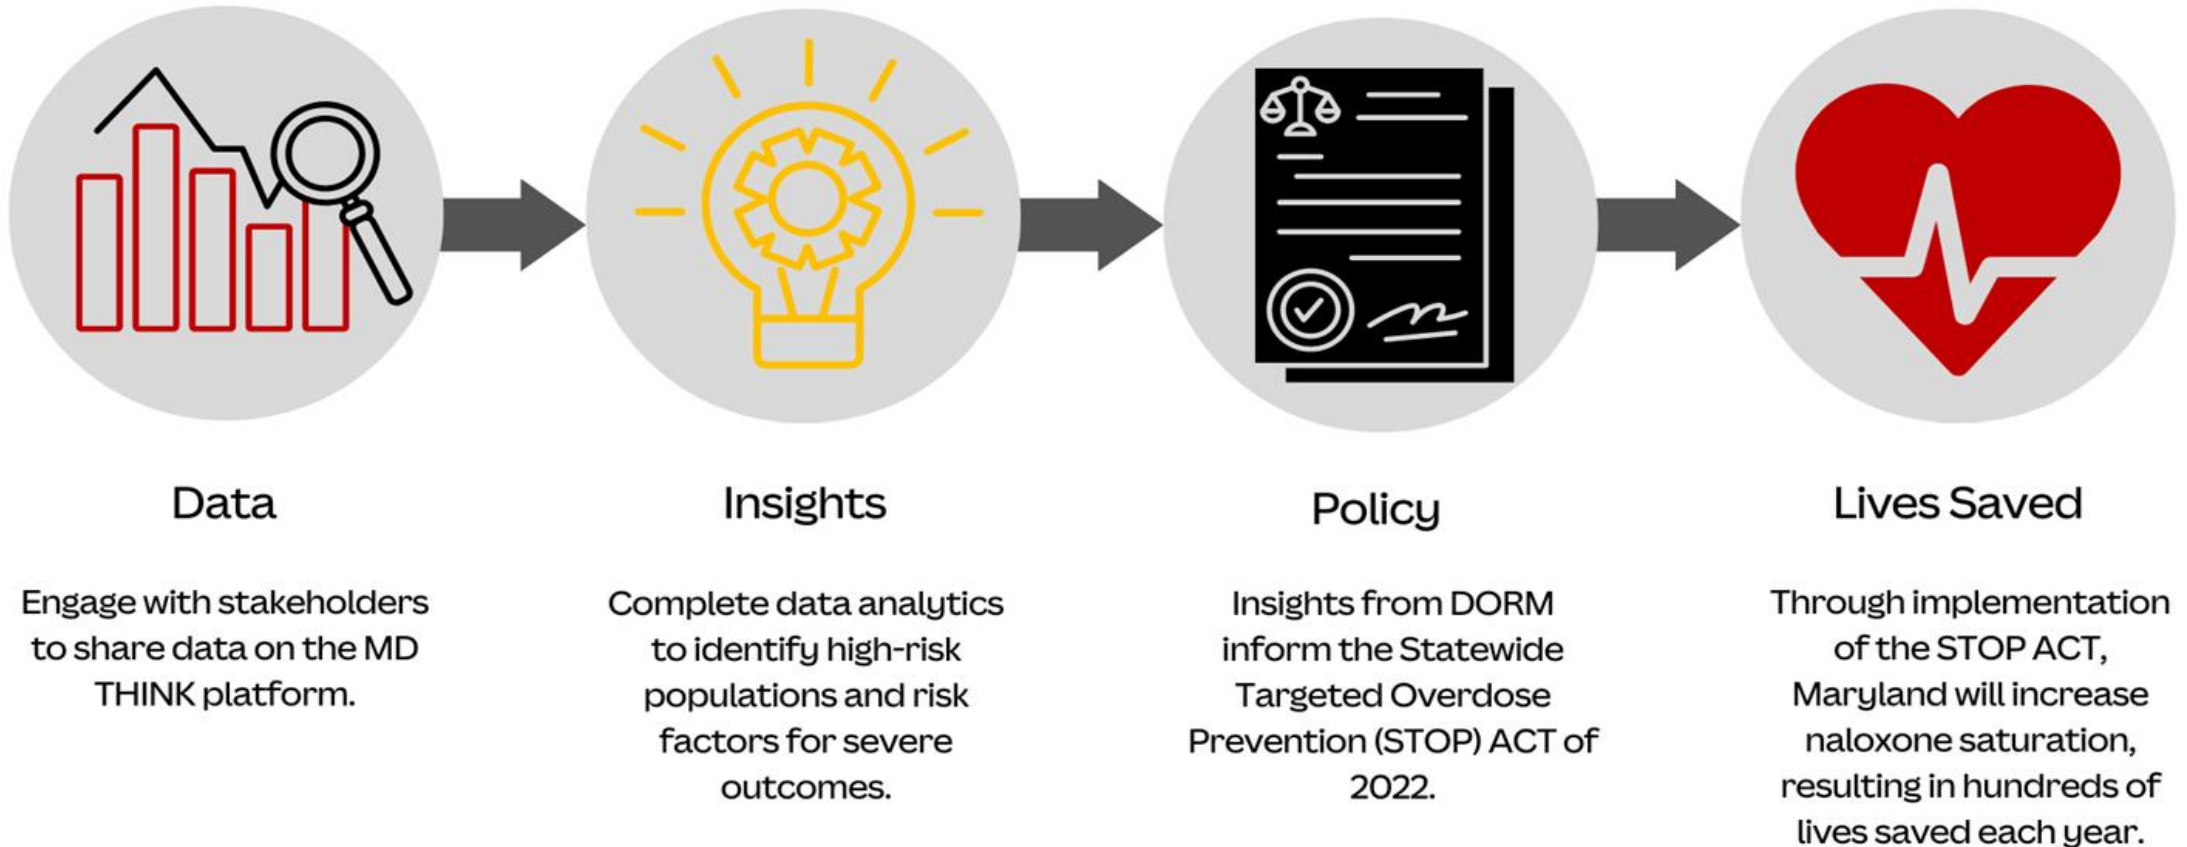 Data
Engage with stakeholders
to share data on the MD
THINK platform.
Insights
Complete data analytics
to identify high-risk
populations and risk
factors for severe
outcomes.
Policy
Insights from DORM
inform the Statewide
Targeted Overdose
Prevention (STOP) ACT of
2022.
Lives Saved
Through implementation
of the STOP ACT,
Maryland will increase
naloxone saturation,
resulting in hundreds of
lives saved each year.